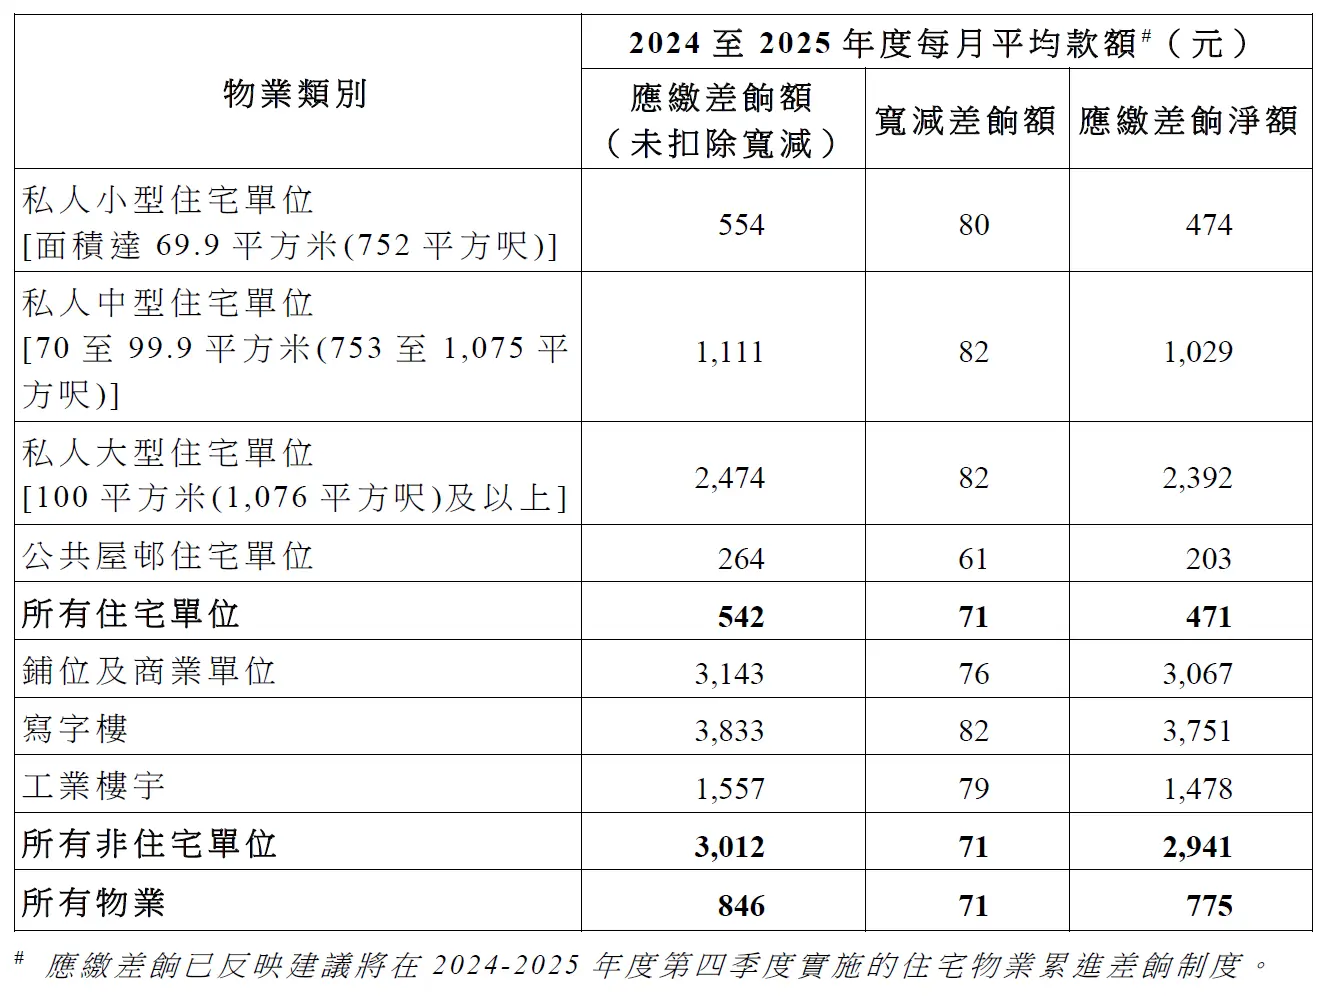 物業類別
2024 至 2025 年度每月平均款額#（元）
應繳差餉額
（未扣除寬減）
寬減差餉額
應繳差餉淨額
私人小型住宅單位
[面積達 69.9 平方米(752 平方呎)]
554
80
474
私人中型住宅單位
[70 至 99.9 平方米(753 至 1,075 平
方呎)]
1,111
82
1,029
私人大型住宅單位
[100 平方米(1,076 平方呎)及以上]
2,474
82
2,392
公共屋邨住宅單位
264
61
203
所有住宅單位
542
71
471
鋪位及商業單位
3,143
76
3,067
寫字樓
3,833
82
3,751
工業樓宇
1,557
79
1,478
所有非住宅單位
3,012
71
2,941
所有物業
846
71
775
# 應繳差餉已反映建議將在 2024-2025 年度第四季度實施的住宅物業累進差餉制度。